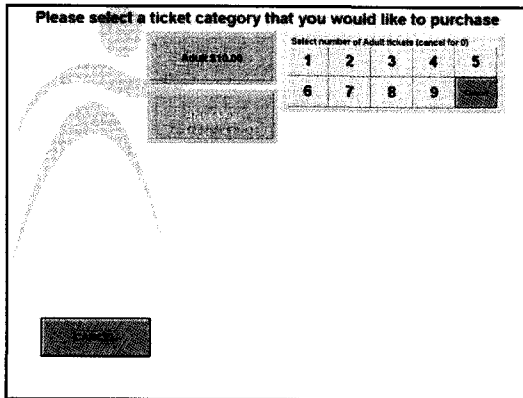 Please select a ticket category that you would like to purchase
Adult $10.00
Select number of Adult tickets (cancel for 0)
1 2 3 4 5
6 7 8 9